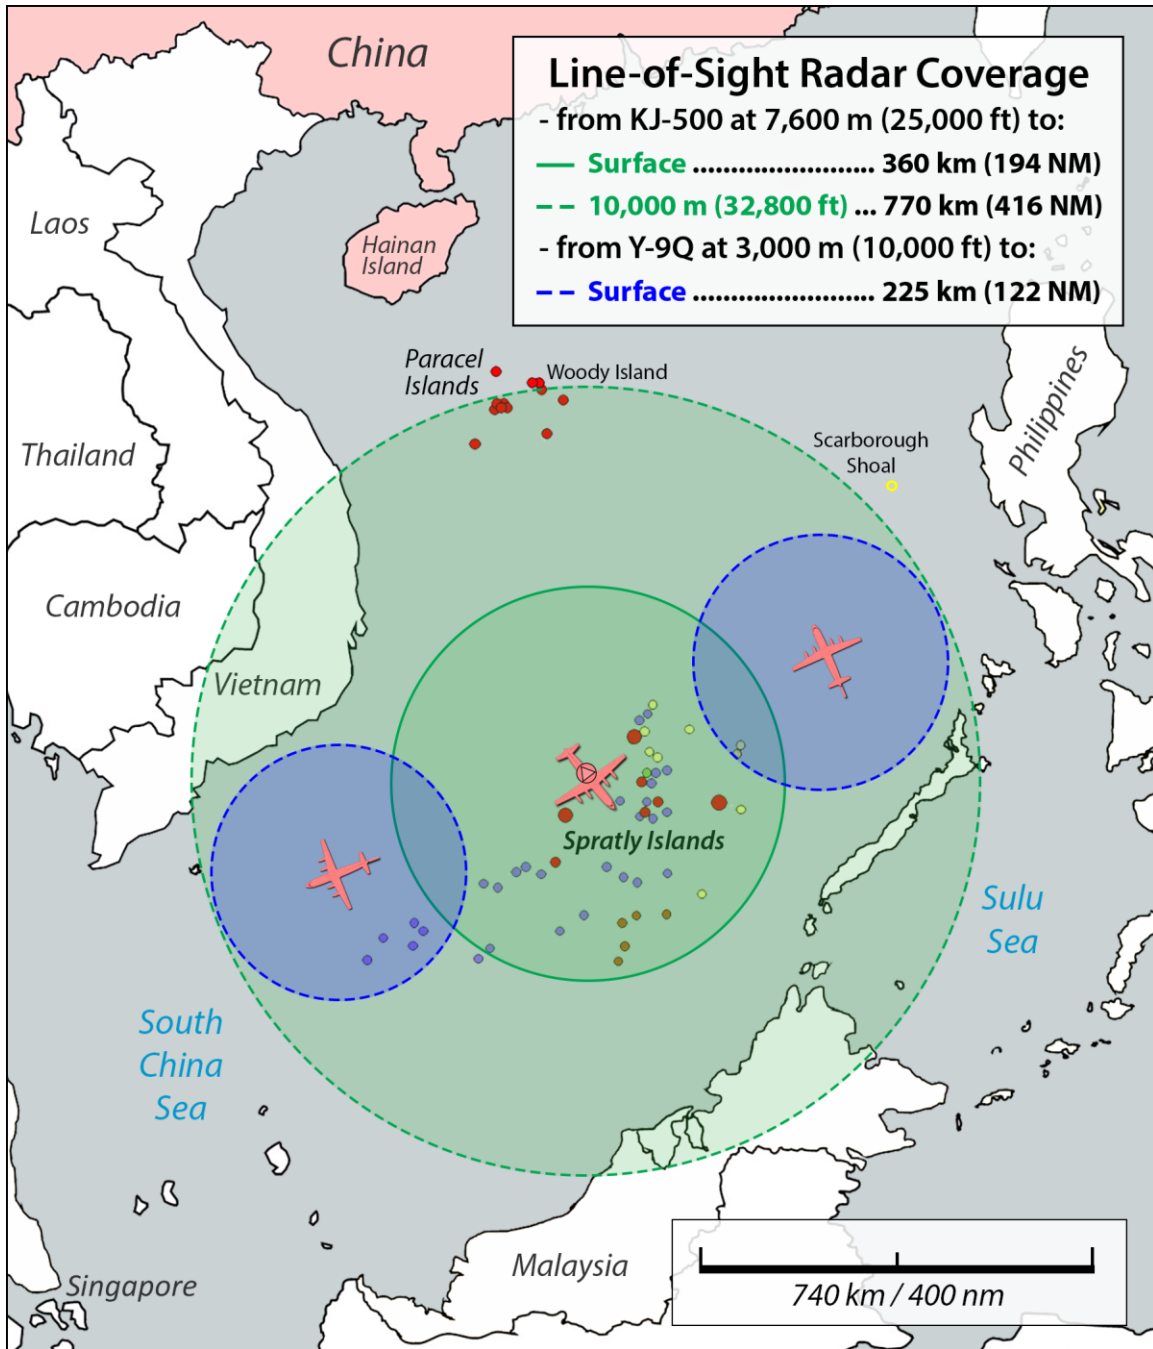 China
Line-of-Sight Radar Coverage
- from KJ-500 at 7,600 m (25,000 ft) to:
Surface ........................ 360 km (194 NM)
10,000 m (32,800 ft) ... 770 km (416 NM)
- from Y-9Q at 3,000 m (10,000 ft) to:
Surface ........................ 225 km (122 NM)
Laos
Hainan
Island
Paracel
Islands
Woody Island
Philippines
Thailand
Scarborough
Shoal
Cambodia
Vietnam
Spratly Islands
Sulu
Sea
South
China
Sea
Malaysia
Singapore
740 km / 400 nm